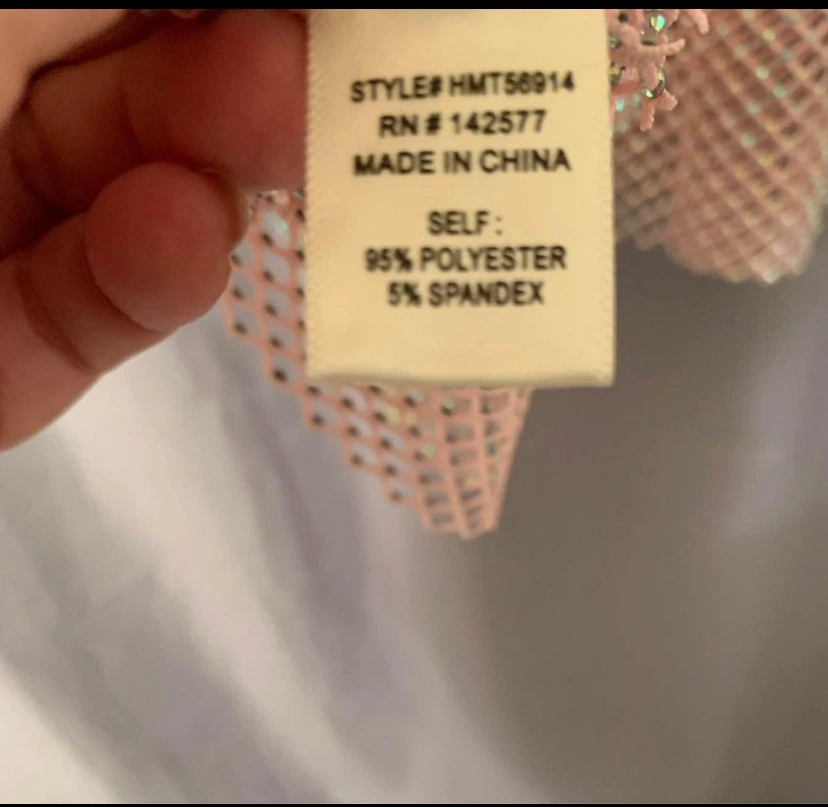 STYLE# HMT56914
RN # 142577
MADE IN CHINA
SELF:
95% POLYESTER
5% SPANDEX